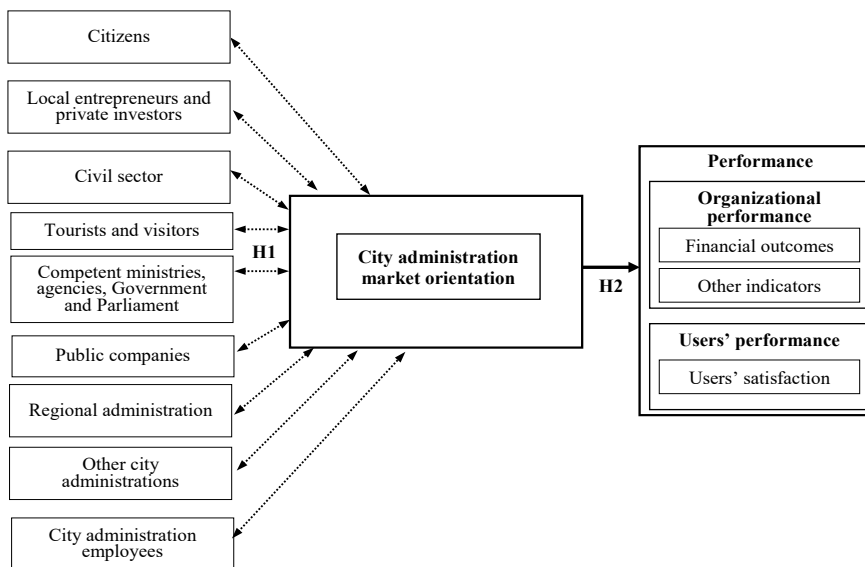 Citizens
Local entrepreneurs and
private investors
Civil sector
Tourists and visitors
Competent ministries,
agencies, Government
and Parliament
Public companies
Regional administration
Other city
administrations
City administration
employees
H1
City administration
market orientation
H2
Performance
Organizational
performance
Financial outcomes
Other indicators
Users’ performance
Users’ satisfaction